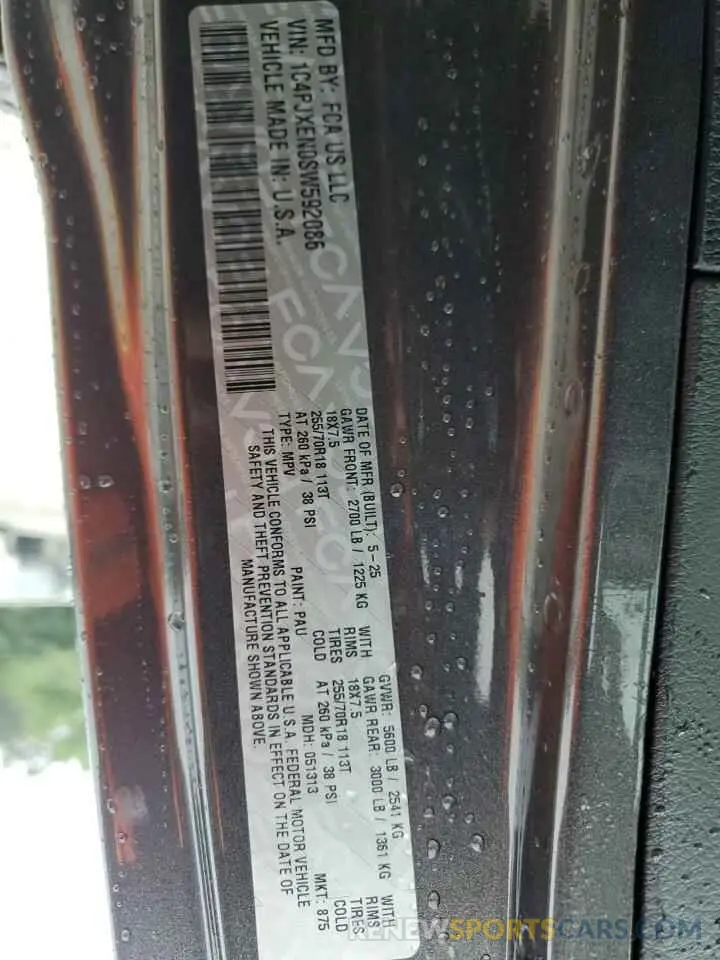 MFD BY: FCA US LLC
VIN: 1C4PJXEN0SW592086
VEHICLE MADE IN: U.S.A.
DATE OF MFR (BUILT): 5-25 GVWR: 5600 LB / 2541 KG
GAWR FRONT: 2700 LB / 1225 KG WITH GAWR REAR: 3000 LB / 1361 KG WITH
18X7.5 RIMS 18X7.5 RIMS
255/70R18 113T TIRES 255/70R18 113T TIRES
AT 260 kPa / 38 PSI COLD AT 260 kPa / 38 PSI COLD
TYPE: MPV PAINT: PAU MDH: 051313 MKT: 875
THIS VEHICLE CONFORMS TO ALL APPLICABLE U.S.A. FEDERAL MOTOR VEHICLE
SAFETY AND THEFT PREVENTION STANDARDS IN EFFECT ON THE DATE OF
MANUFACTURE SHOWN ABOVE.
RENEWSPORTSCARS.COM